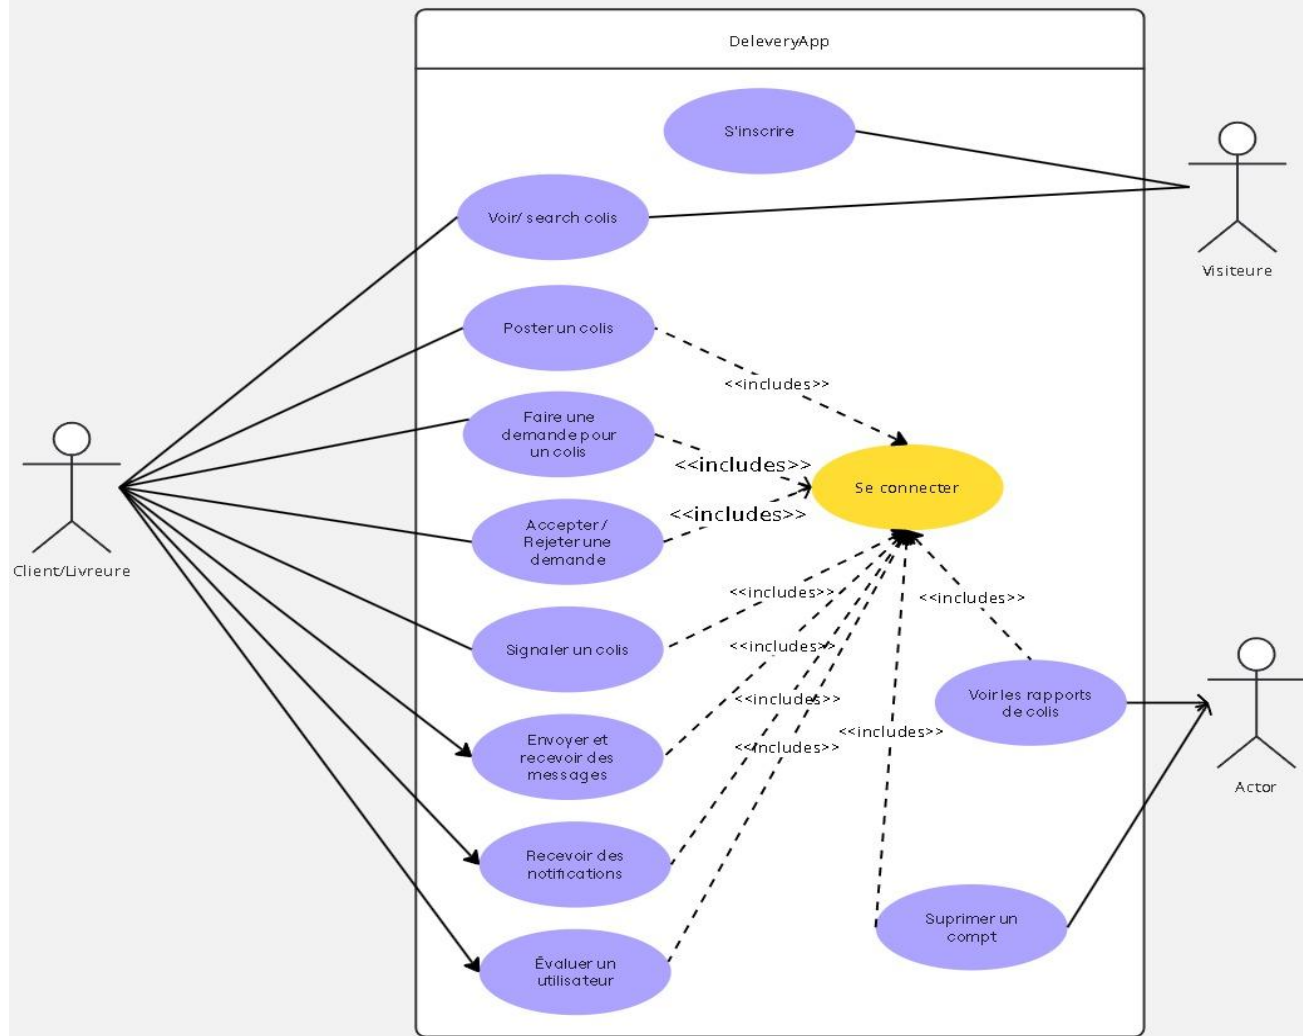 DeleveryApp
S'inscrire
Voir/ search colis
Visiteure
Poster un colis
<<includes>>
Faire une
demande pour
un colis
<<includes>>
Se connecter
<<includes>>
Accepter /
Rejeter une
demande
Client/Livreure
<<includes>>
<<includes>>
Signaler un colis
<<includes>>
Voir les rapports
de colis
<<includes>>
<<includes>>
<<includes>>
Envoyer et
recevoir des
messages
Actor
Recevoir des
notifications
Suprimer un
compt
Évaluer un
utilisateur